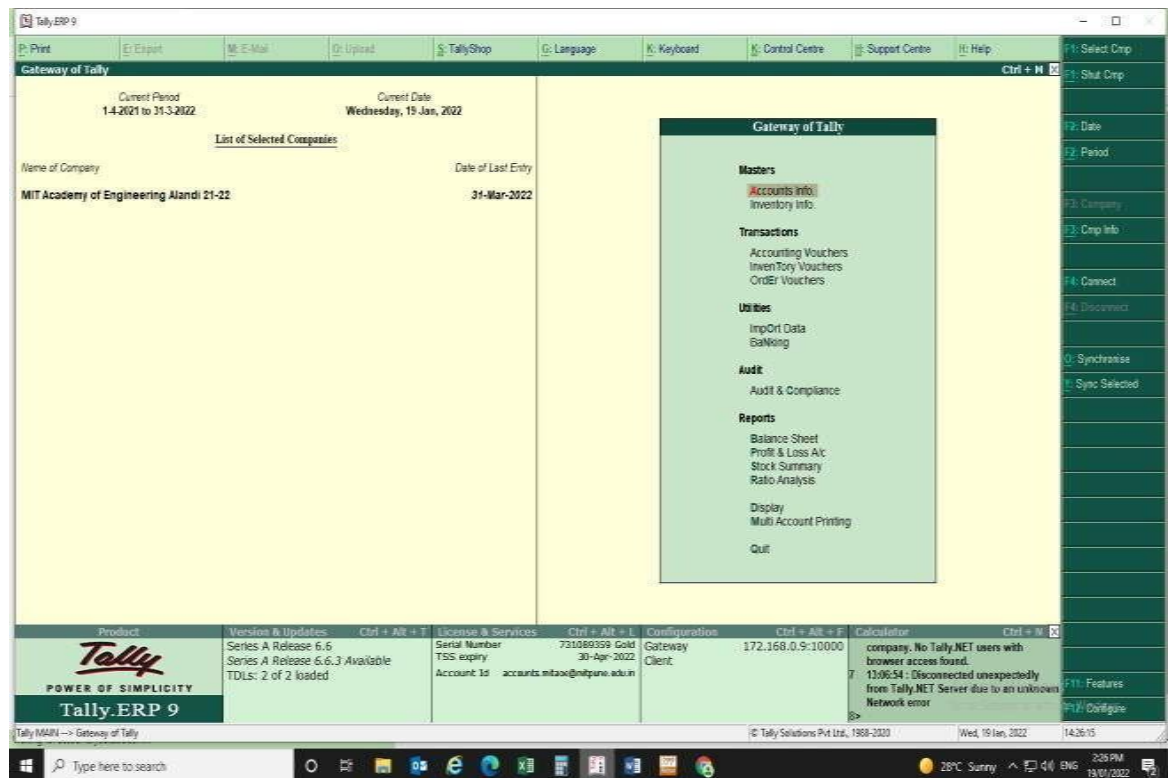 Tally.ERP 9
P: Print E: Export M: E-Mail O: Upload S: TallyShop G: Language K: Keyboard K: Control Centre H: Support Centre H: Help
F1: Select Cmp
Gateway of Tally Ctrl + M
F1: Shut Cmp
Current Period
1-4-2021 to 31-3-2022
Current Date
Wednesday, 19 Jan, 2022
List of Selected Companies
Name of Company Date of Last Entry
MIT Academy of Engineering Alandi 21-22 31-Mar-2022
Gateway of Tally
Masters
Accounts Info.
Inventory Info.
Transactions
Accounting Vouchers
InvenTory Vouchers
OrdEr Vouchers
Utilities
ImpOrt Data
BaNking
Audit
Audit & Compliance
Reports
Balance Sheet
Profit & Loss A/c
Stock Summary
Ratio Analysis
Display
Multi Account Printing
Quit
F2: Date
F2: Period
F3: Company
F3: Cmp Info
F4: Connect
F4: Disconnect
O: Synchronise
Y: Sync Selected
F11: Features
F12: Configure
Product
Tally
POWER OF SIMPLICITY
Tally.ERP 9
Version & Updates Ctrl + Alt + T
Series A Release 6.6
Series A Release 6.6.3 Available
TDLs: 2 of 2 loaded
License & Services Ctrl + Alt + L
Serial Number 731089359 Gold
TSS expiry 30-Apr-2022
Account Id accounts.mitaoe@mitpune.edu.in
Configuration Ctrl + Alt + F
Gateway 172.168.0.9:10000
Client
Calculator Ctrl + N
company. No Tally.NET users with
browser access found.
7 13:06:54 : Disconnected unexpectedly
from Tally.NET Server due to an unknown
Network error
8>
Tally MAIN --> Gateway of Tally © Tally Solutions Pvt Ltd., 1988-2020 Wed, 19 Jan, 2022 14:26:15
Type here to search
28°C Sunny ENG 2:26 PM
19/01/2022